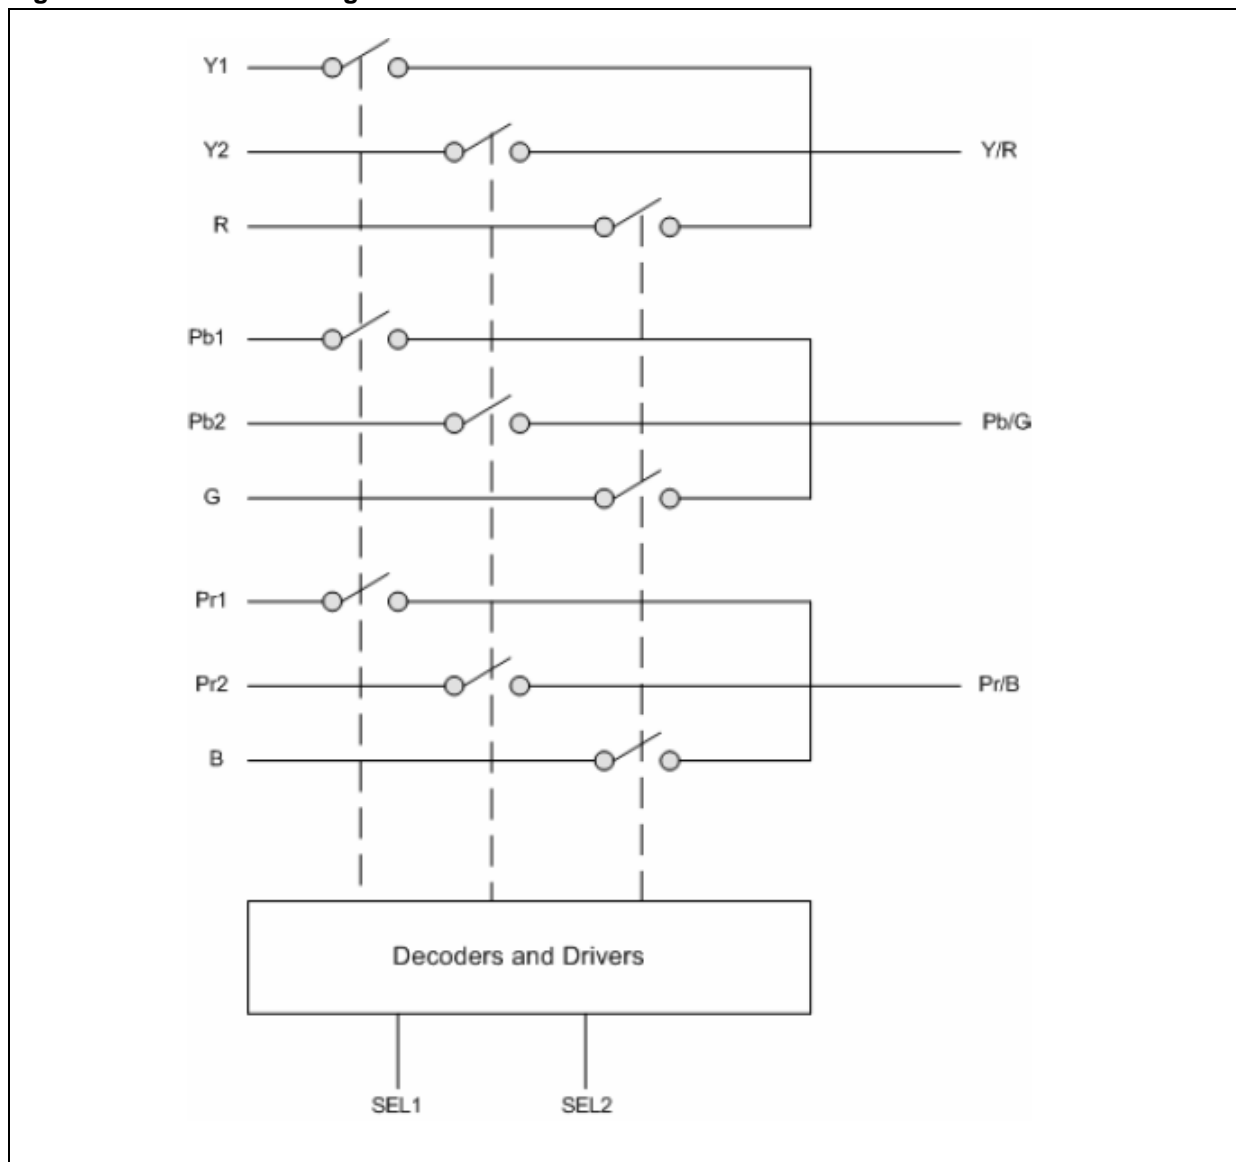 Y1
Y2
Y/R
R
Pb1
Pb2
Pb/G
G
Pr1
Pr2
Pr/B
B
Decoders and Drivers
SEL1
SEL2